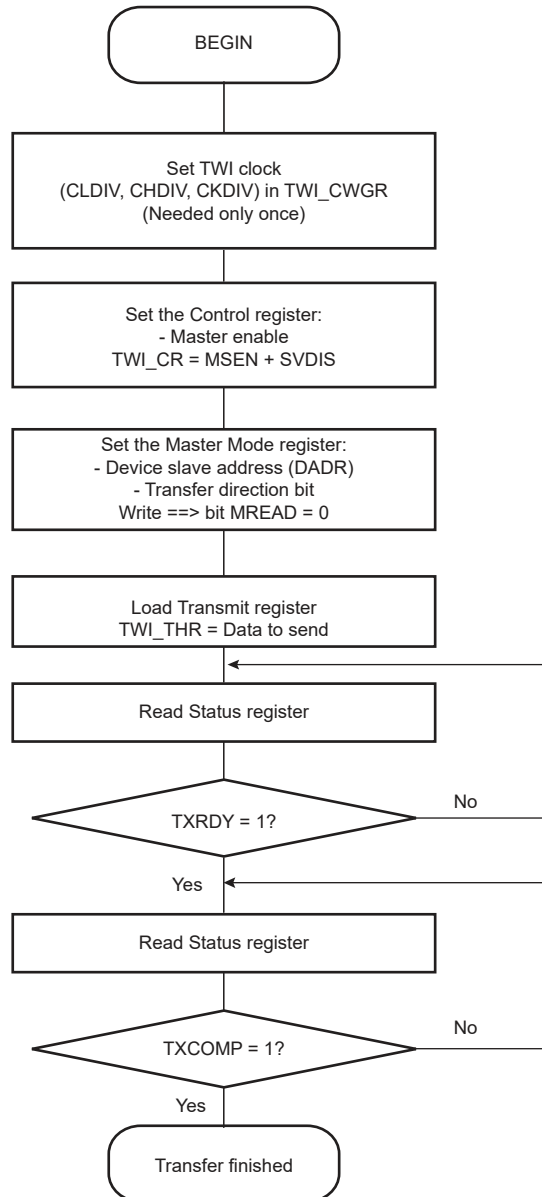 BEGIN
Set TWI clock
(CLDIV, CHDIV, CKDIV) in TWI_CWGR
(Needed only once)
Set the Control register:
- Master enable
TWI_CR = MSEN + SVDIS
Set the Master Mode register:
- Device slave address (DADR)
- Transfer direction bit
Write ==> bit MREAD = 0
Load Transmit register
TWI_THR = Data to send
Read Status register
TXRDY = 1?
No
Yes
Read Status register
TXCOMP = 1?
No
Yes
Transfer finished